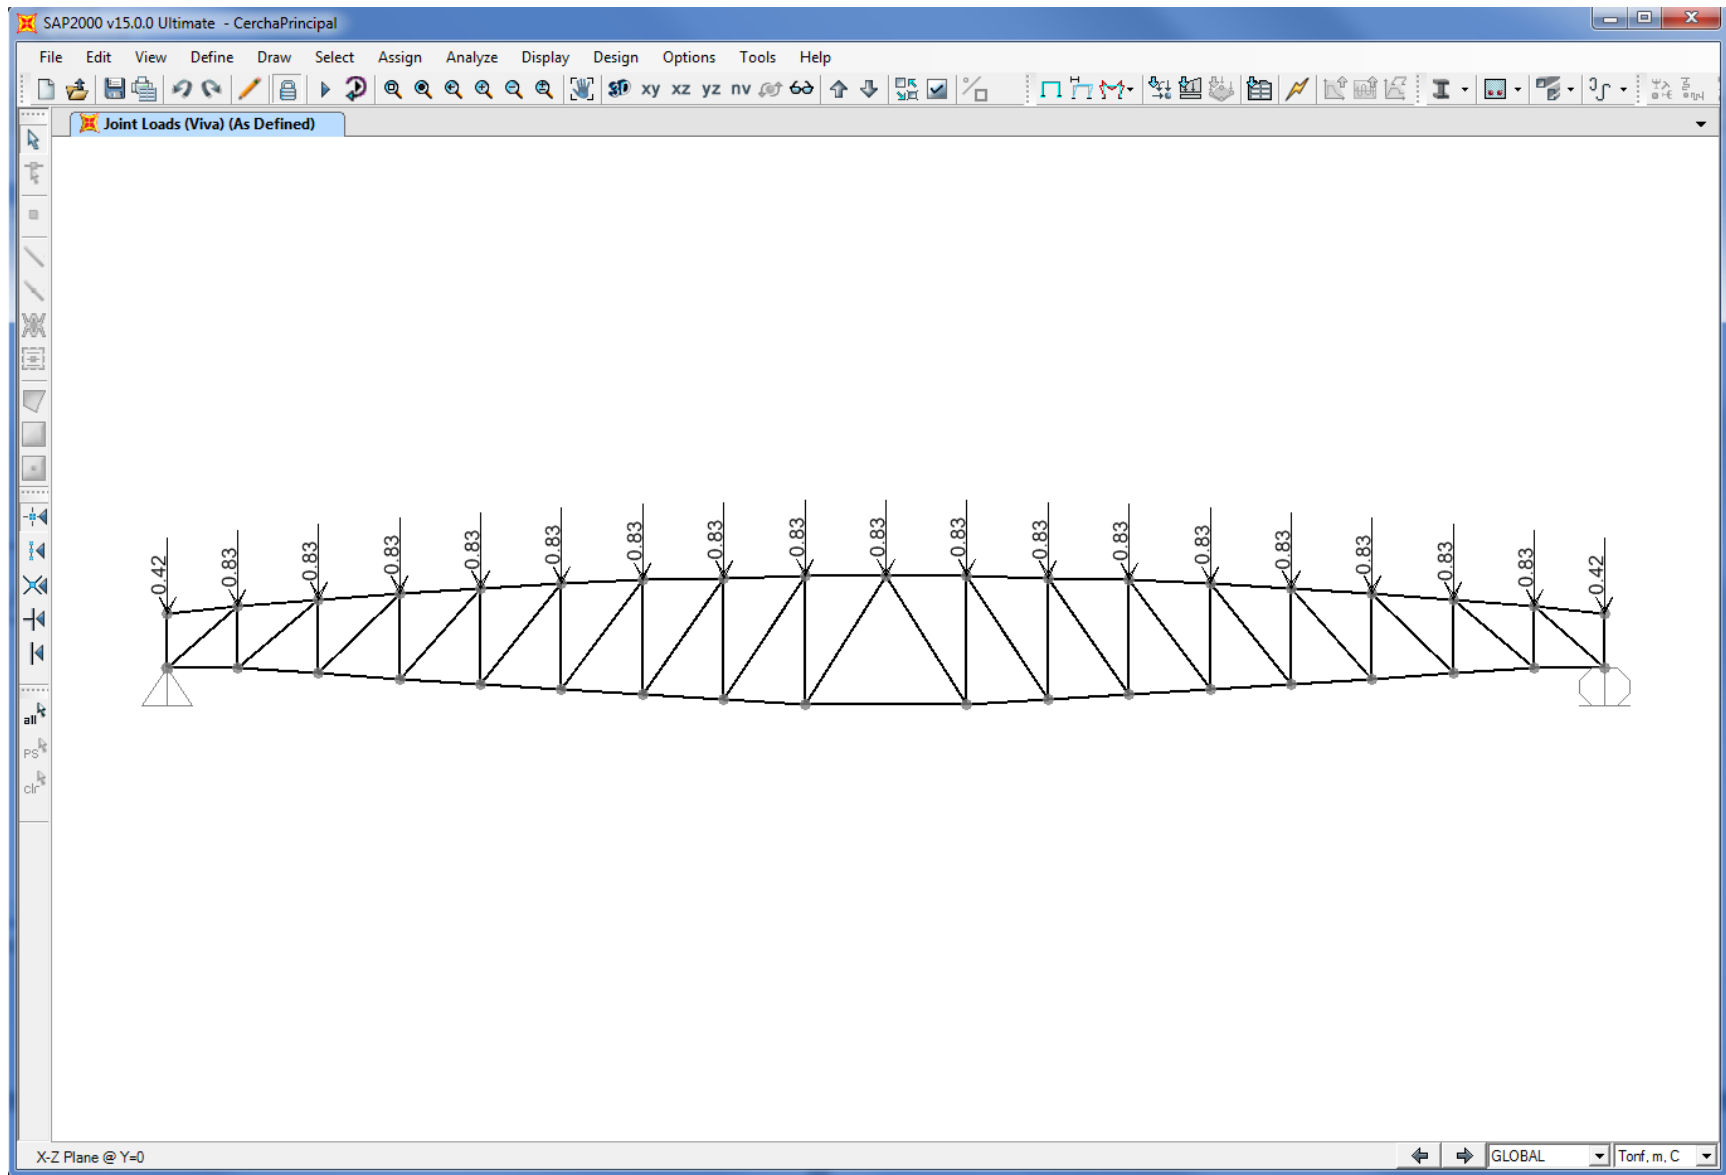 SAP2000 v15.0.0 Ultimate - CerchaPrincipal
File Edit View Define Draw Select Assign Analyze Display Design Options Tools Help
3D xy xz yz nv
Joint Loads (Viva) (As Defined)
0.42 0.83 0.83 0.83 0.83 0.83 0.83 0.83 0.83 0.83 0.83 0.83 0.83 0.83 0.83 0.83 0.83 0.83 0.42
all
PS
clr
X-Z Plane @ Y=0
GLOBAL
Tonf, m, C